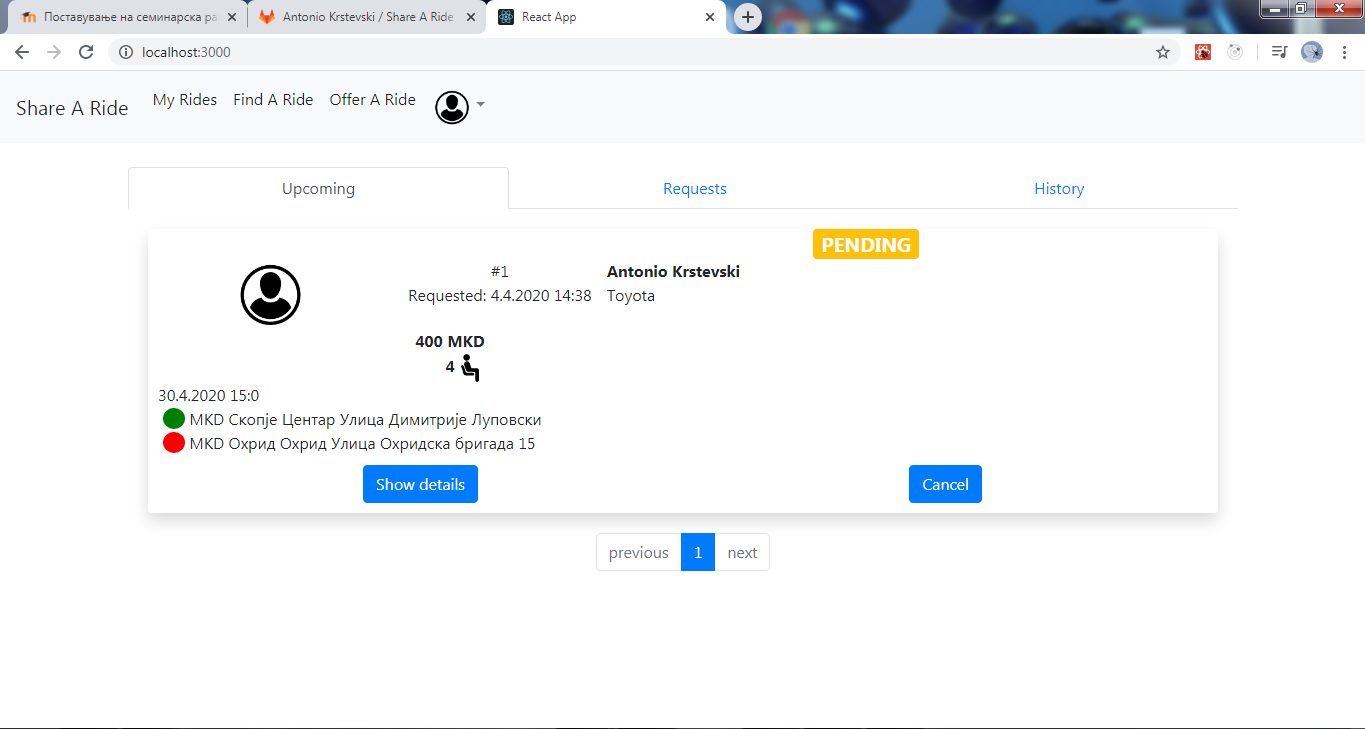 Поставување на семинарска ра
Antonio Krstevski / Share A Ride
React App
localhost:3000
Share A Ride
My Rides
Find A Ride
Offer A Ride
Upcoming
Requests
History
PENDING
#1
Antonio Krstevski
Requested: 4.4.2020 14:38
Toyota
400 MKD
4
30.4.2020 15:0
MKD Скопје Центар Улица Димитрије Луповски
MKD Охрид Охрид Улица Охридска бригада 15
Show details
Cancel
previous
1
next